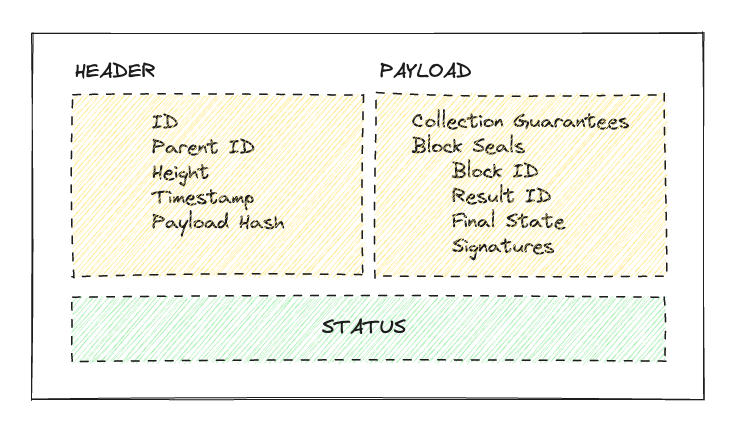 HEADER
ID
Parent ID
Height
Timestamp
Payload Hash
PAYLOAD
Collection Guarantees
Block Seals
Block ID
Result ID
Final State
Signatures
STATUS